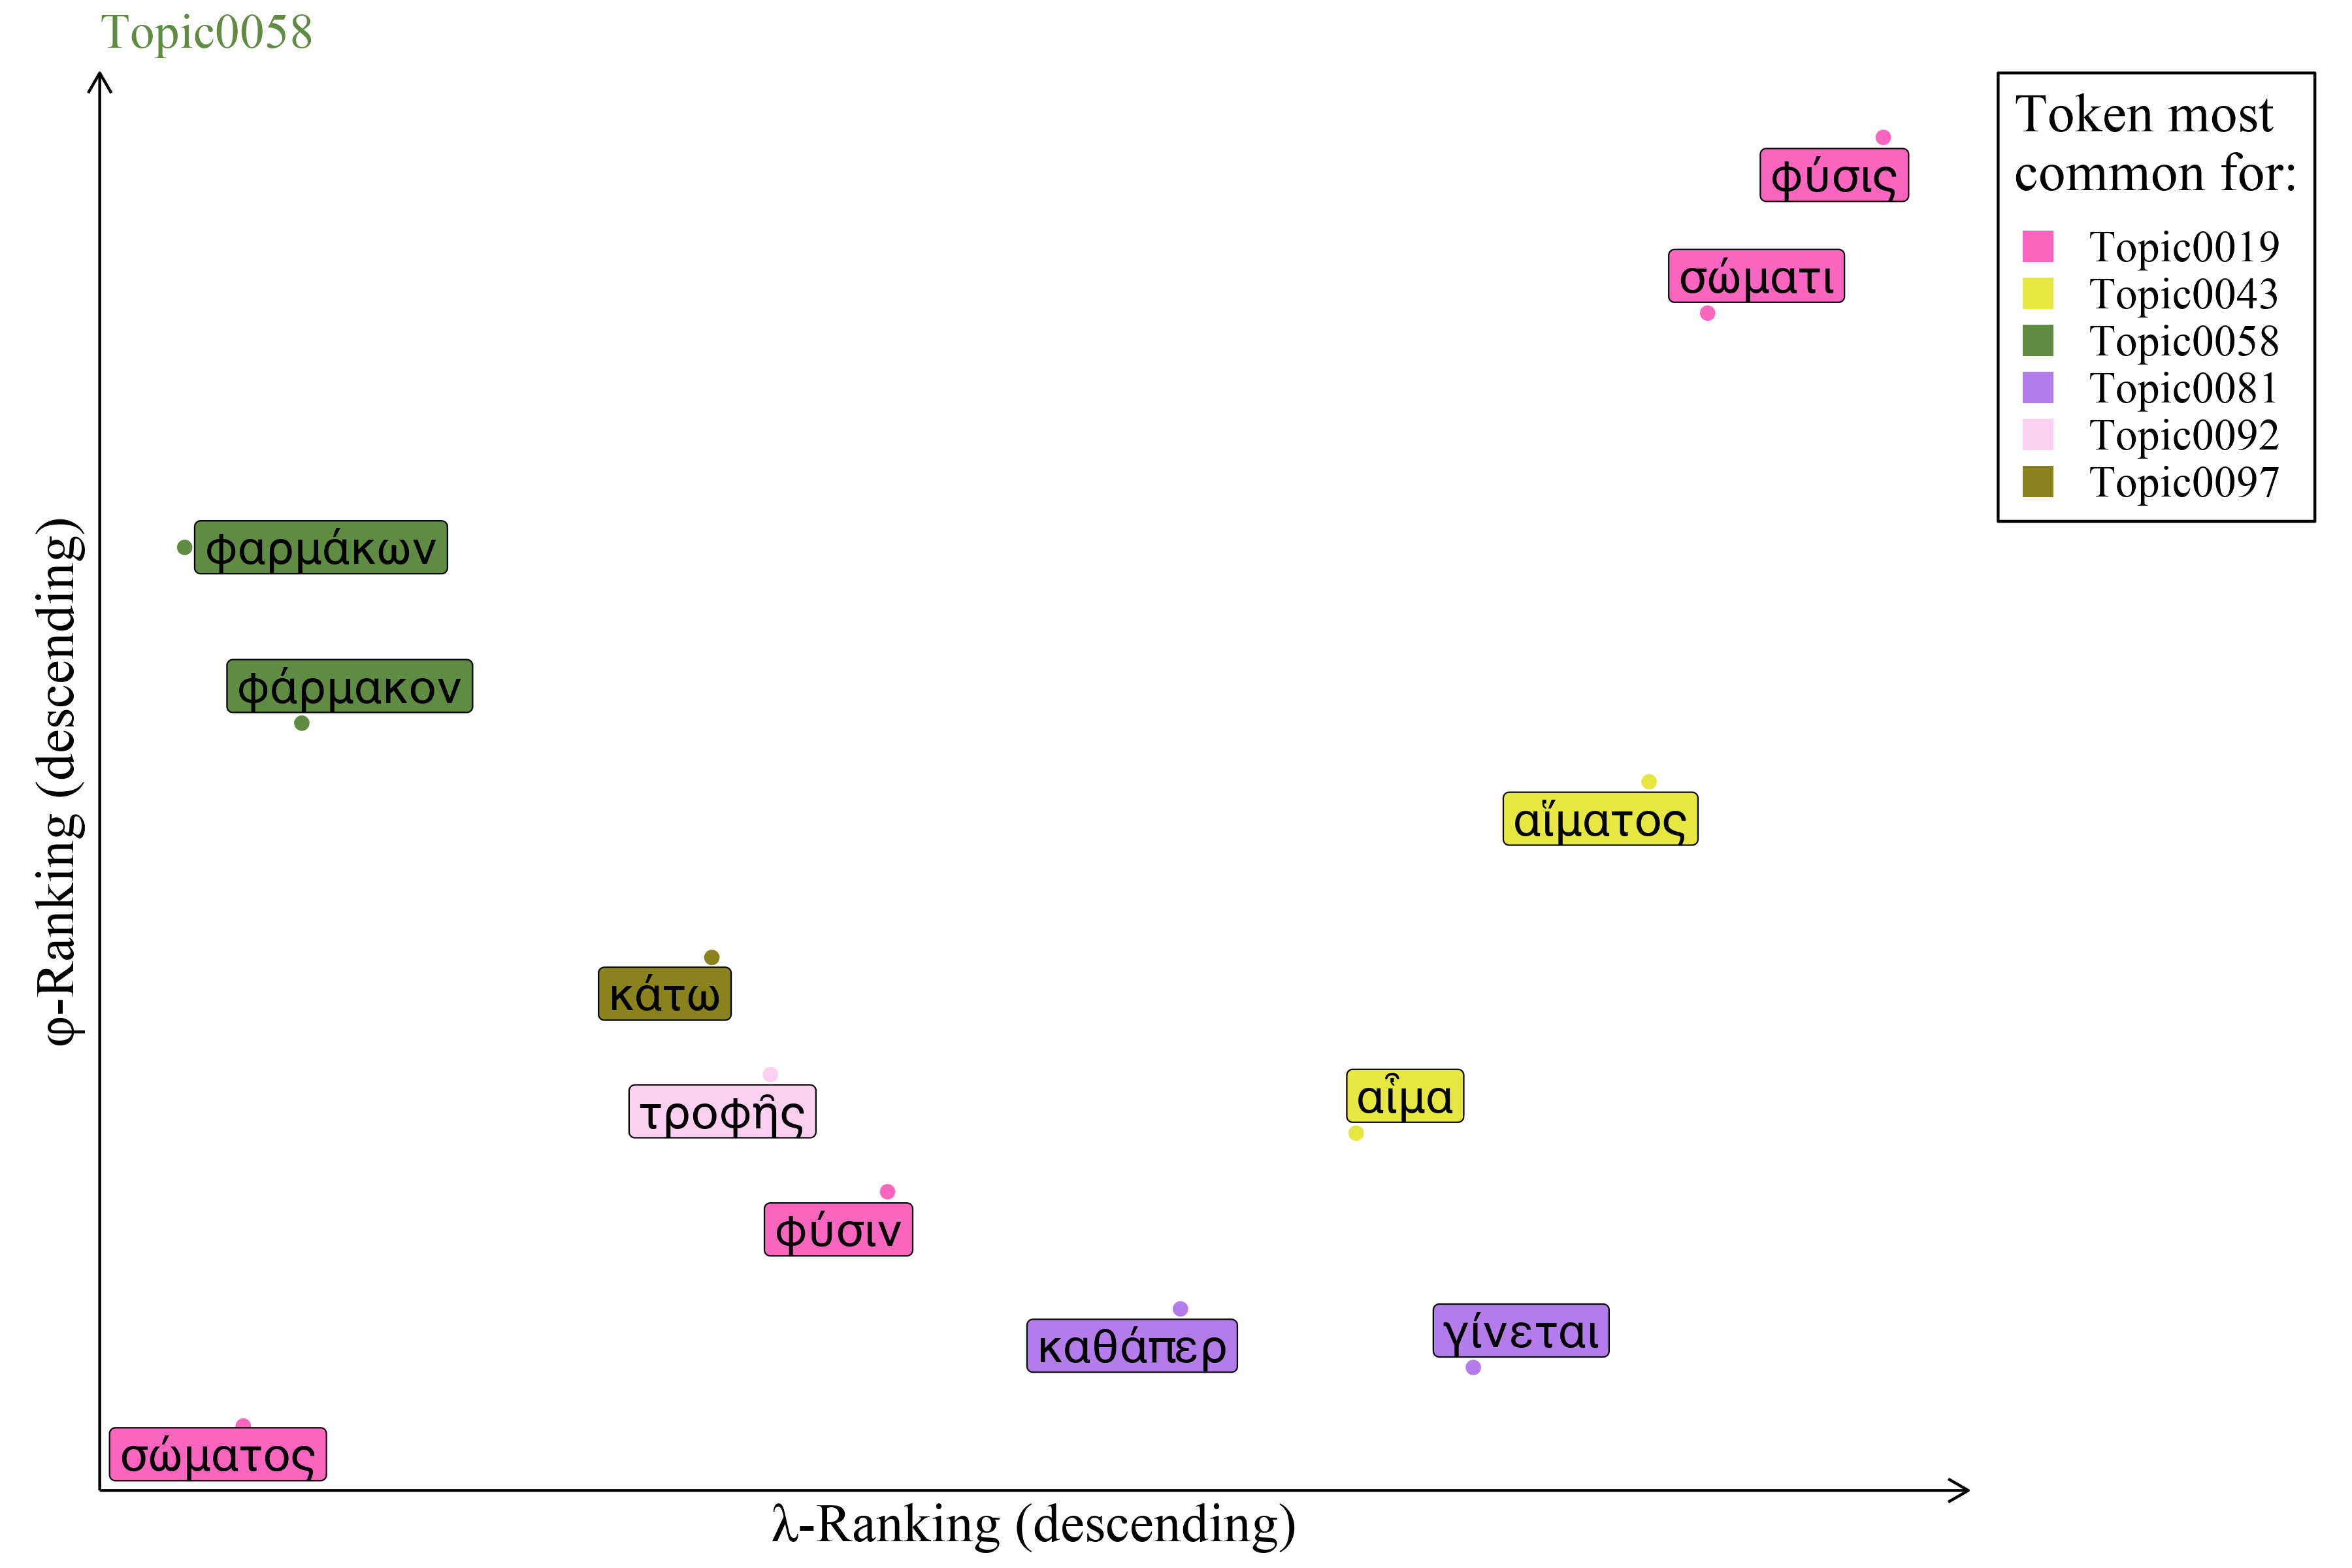 Topic0058
φ-Ranking (descending)
φύσις
σώματι
φαρμάκων
φάρμακον
αἵματος
κάτω
τροφῆς
αἷμα
φύσιν
καθάπερ
γίνεται
σώματος
λ-Ranking (descending)
Token most
common for:
Topic0019
Topic0043
Topic0058
Topic0081
Topic0092
Topic0097